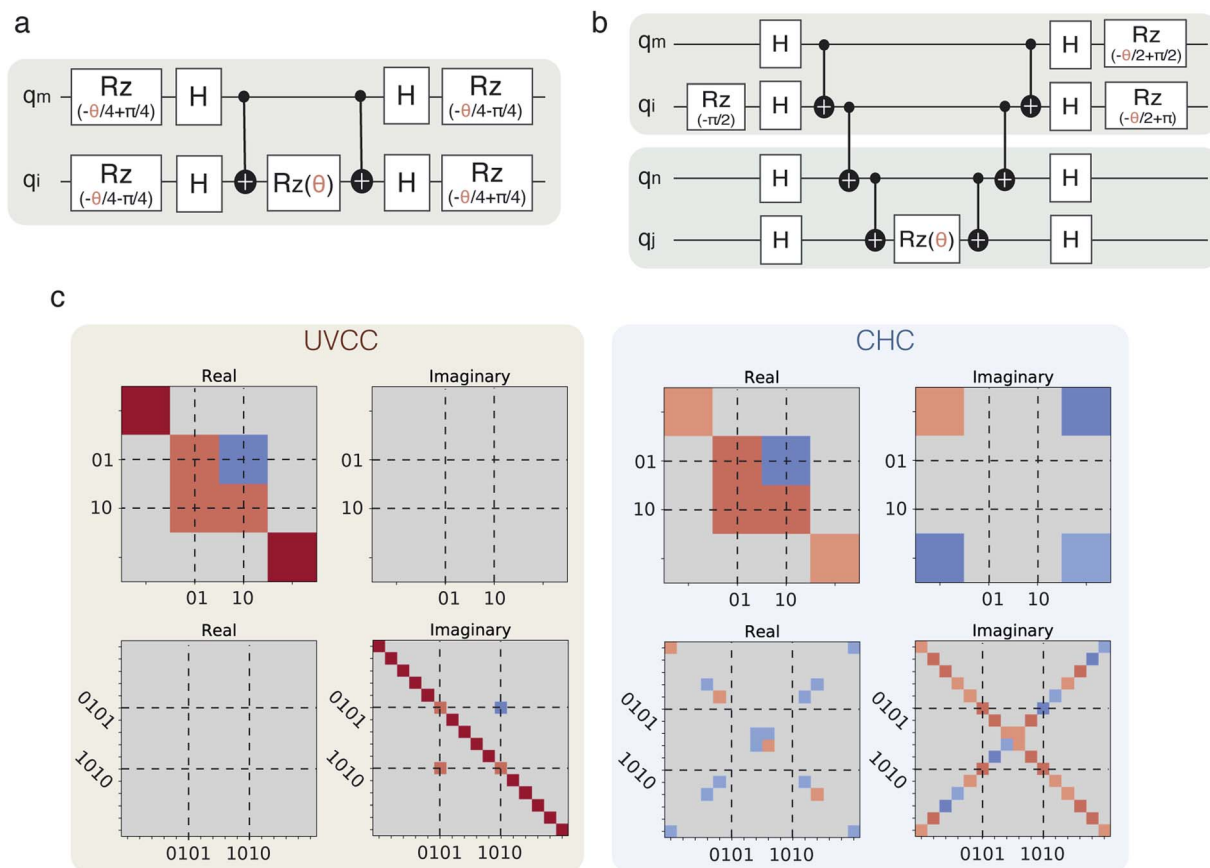 a
qm Rz (-θ/4+π/4) H H Rz (-θ/4-π/4)
qi Rz (-θ/4-π/4) H Rz(θ) H Rz (-θ/4+π/4)
b
qm H H Rz (-θ/2+π/2)
qi Rz (-π/2) H H Rz (-θ/2+π)
qn H H
qj H Rz(θ) H
c
UVCC
Real Imaginary
01 01
10 10
01 10 01 10
Real Imaginary
0101 0101
1010 1010
0101 1010 0101 1010
CHC
Real Imaginary
01 01
10 10
01 10 01 10
Real Imaginary
0101 0101
1010 1010
0101 1010 0101 1010